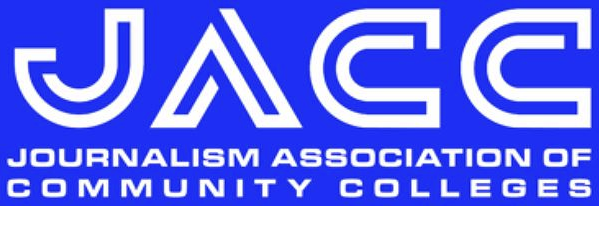 JACC
JOURNALISM ASSOCIATION OF
COMMUNITY COLLEGES